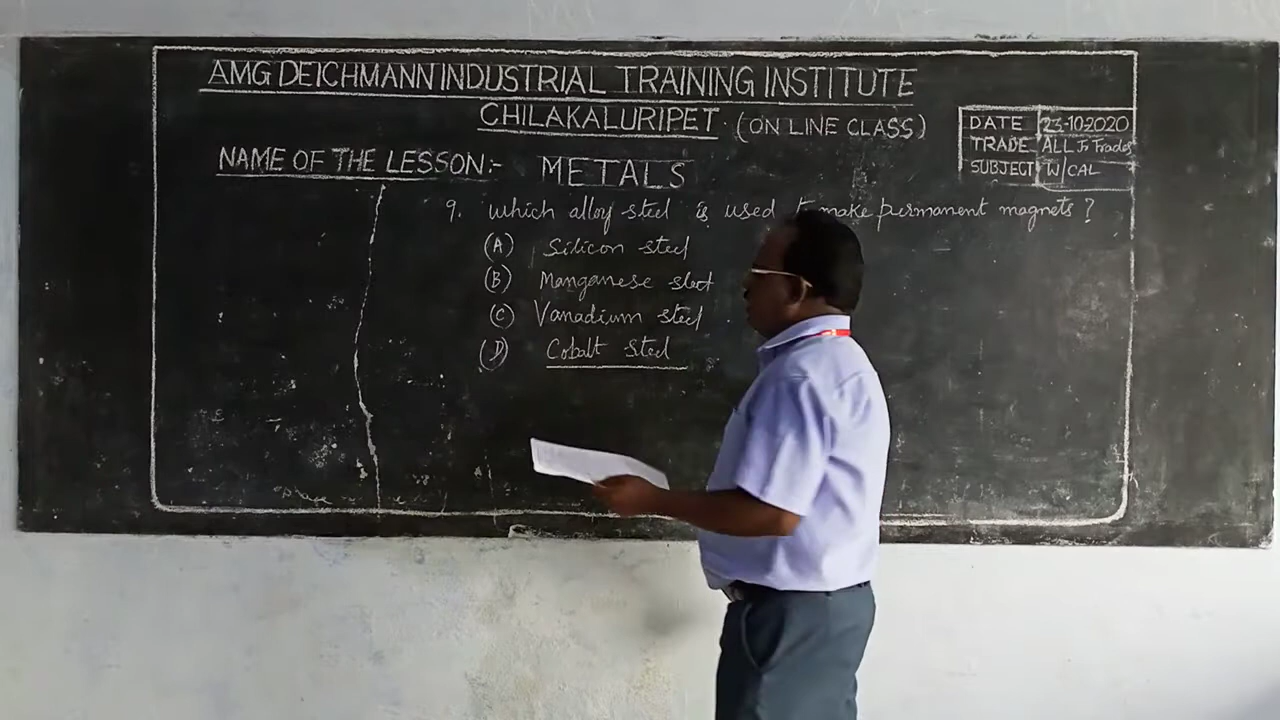 AMG DEICHMANN INDUSTRIAL TRAINING INSTITUTE
CHILAKALURIPET (ON LINE CLASS)
DATE 23-10-2020
TRADE ALL Jr Trades
SUBJECT W/CAL
NAME OF THE LESSON:- METALS
9. which alloy steel is used to make permanent magnets?
(A) Silicon steel
(B) Manganese steel
(C) Vanadium steel
(D) Cobalt steel